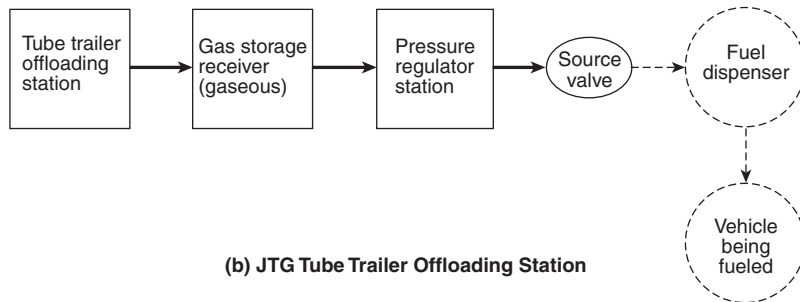 Tube trailer
offloading
station
Gas storage
receiver
(gaseous)
Pressure
regulator
station
Source
valve
Fuel
dispenser
Vehicle
being
fueled
(b) JTG Tube Trailer Offloading Station